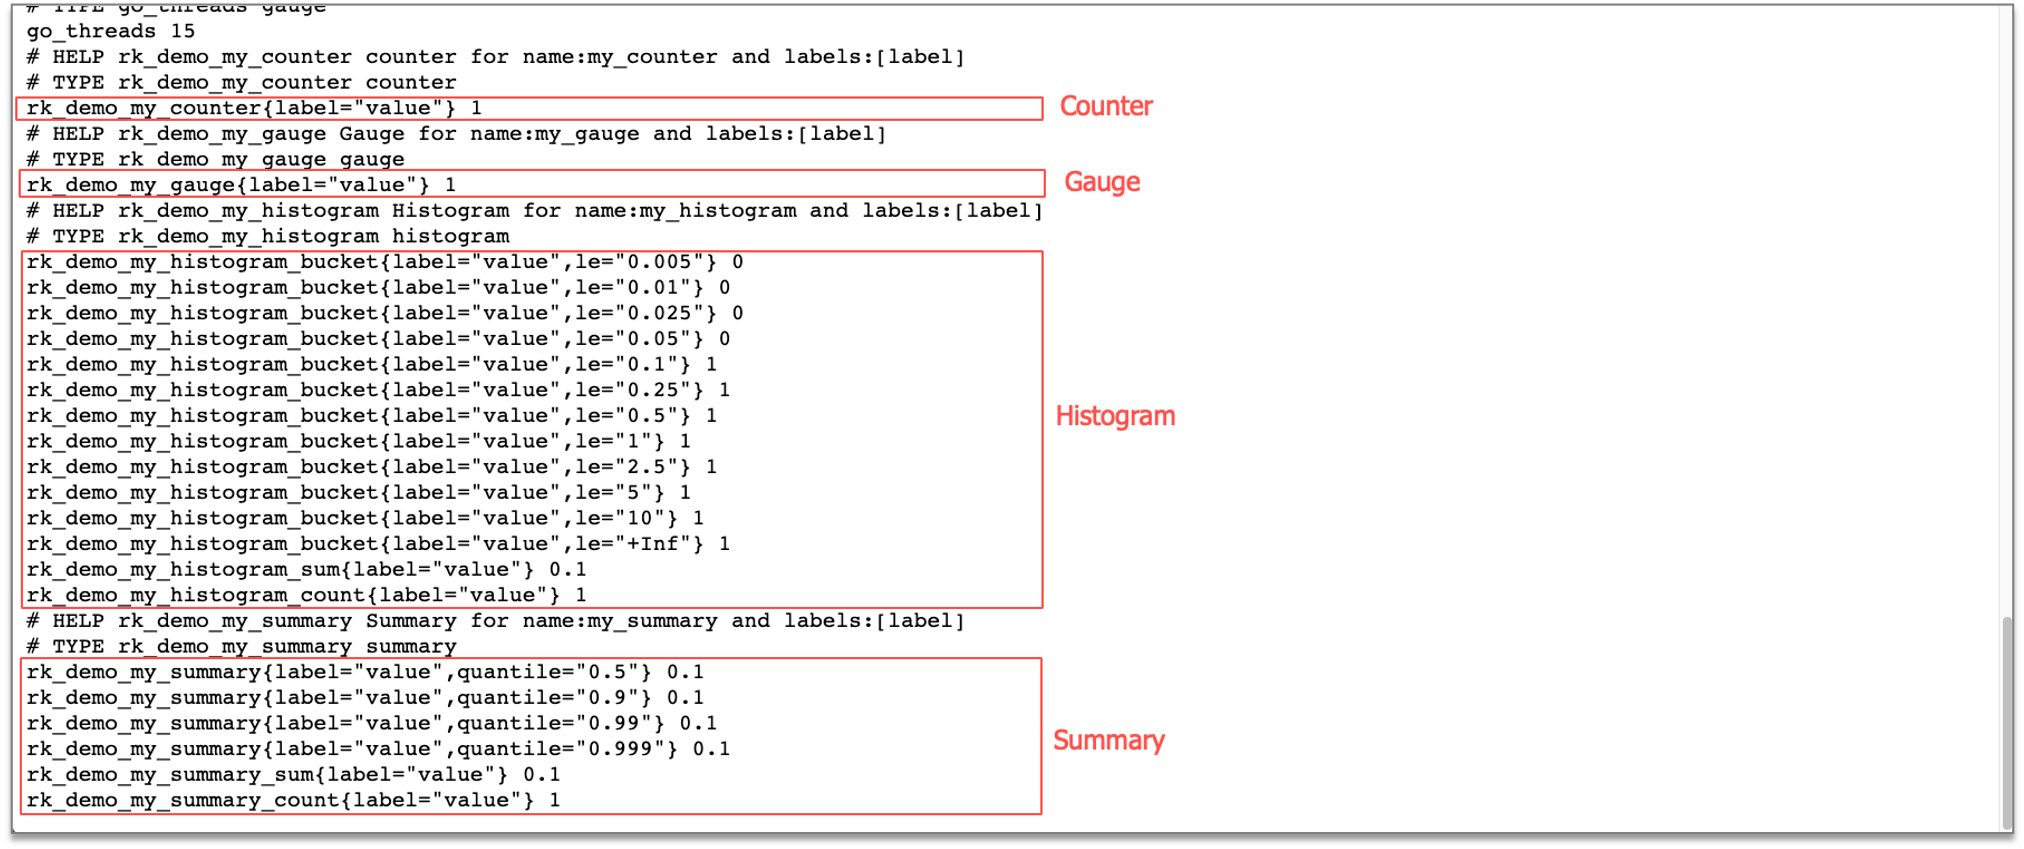 # TYPE go_threads gauge
go_threads 15
# HELP rk_demo_my_counter counter for name:my_counter and labels:[label]
# TYPE rk_demo_my_counter counter
rk_demo_my_counter{label="value"} 1
Counter
# HELP rk_demo_my_gauge Gauge for name:my_gauge and labels:[label]
# TYPE rk_demo_my_gauge gauge
rk_demo_my_gauge{label="value"} 1
Gauge
# HELP rk_demo_my_histogram Histogram for name:my_histogram and labels:[label]
# TYPE rk_demo_my_histogram histogram
rk_demo_my_histogram_bucket{label="value",le="0.005"} 0
rk_demo_my_histogram_bucket{label="value",le="0.01"} 0
rk_demo_my_histogram_bucket{label="value",le="0.025"} 0
rk_demo_my_histogram_bucket{label="value",le="0.05"} 0
rk_demo_my_histogram_bucket{label="value",le="0.1"} 1
rk_demo_my_histogram_bucket{label="value",le="0.25"} 1
rk_demo_my_histogram_bucket{label="value",le="0.5"} 1
rk_demo_my_histogram_bucket{label="value",le="1"} 1
rk_demo_my_histogram_bucket{label="value",le="2.5"} 1
rk_demo_my_histogram_bucket{label="value",le="5"} 1
rk_demo_my_histogram_bucket{label="value",le="10"} 1
rk_demo_my_histogram_bucket{label="value",le="+Inf"} 1
rk_demo_my_histogram_sum{label="value"} 0.1
rk_demo_my_histogram_count{label="value"} 1
Histogram
# HELP rk_demo_my_summary Summary for name:my_summary and labels:[label]
# TYPE rk_demo_my_summary summary
rk_demo_my_summary{label="value",quantile="0.5"} 0.1
rk_demo_my_summary{label="value",quantile="0.9"} 0.1
rk_demo_my_summary{label="value",quantile="0.99"} 0.1
rk_demo_my_summary{label="value",quantile="0.999"} 0.1
rk_demo_my_summary_sum{label="value"} 0.1
rk_demo_my_summary_count{label="value"} 1
Summary